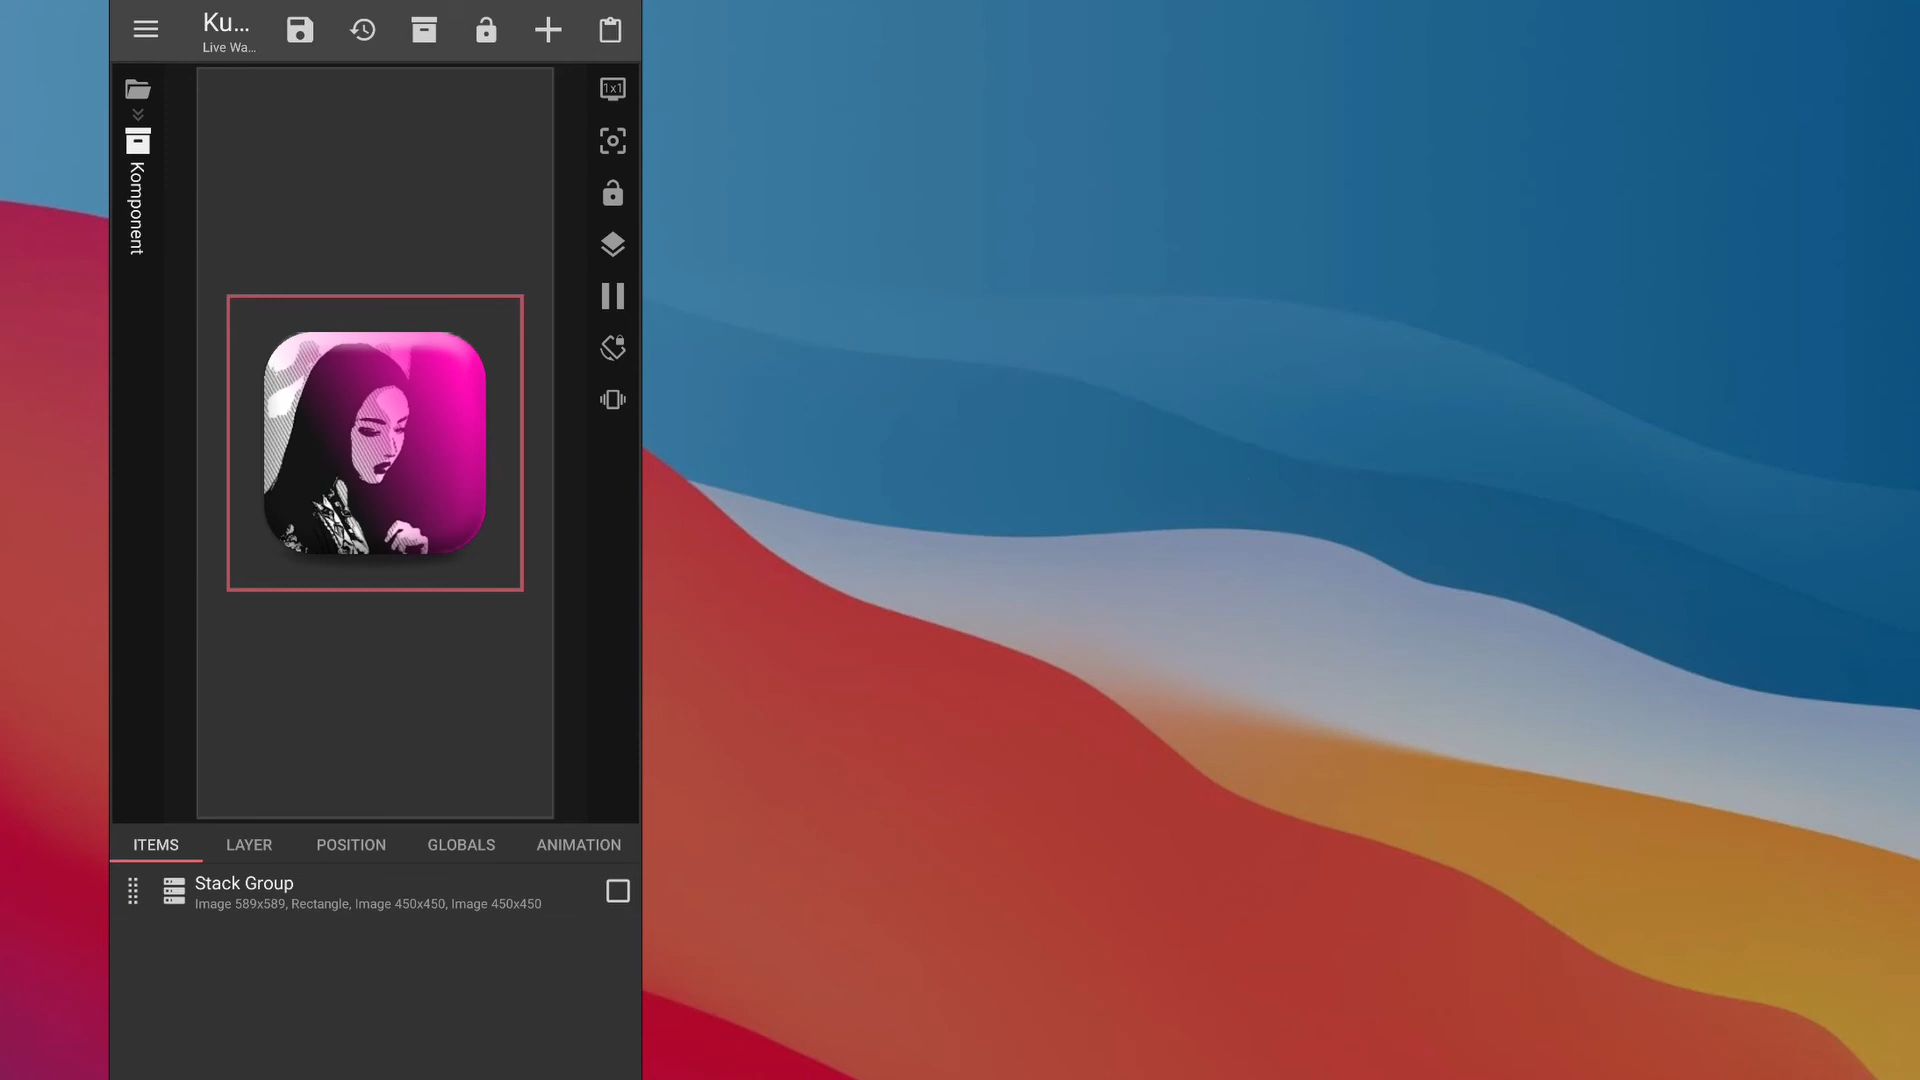 Ku...
Live Wa...
1x1
Komponent
ITEMS
LAYER
POSITION
GLOBALS
ANIMATION
Stack Group
Image 589x589, Rectangle, Image 450x450, Image 450x450